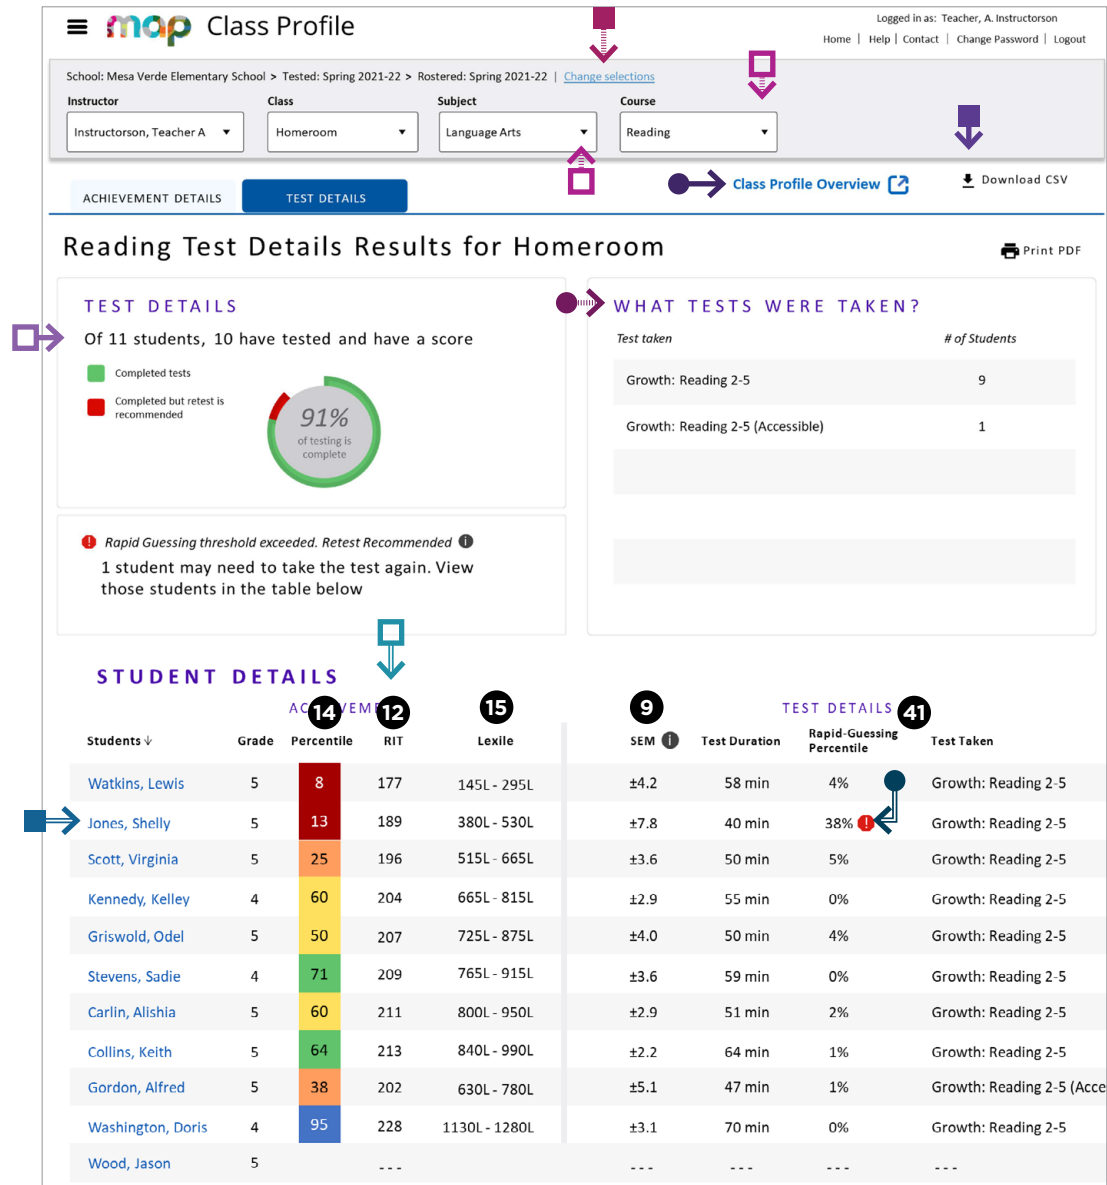 map Class Profile
Logged in as: Teacher, A. Instructorson
Home | Help | Contact | Change Password | Logout
School: Mesa Verde Elementary School > Tested: Spring 2021-22 > Rostered: Spring 2021-22 | Change selections
Instructor Class Subject Course
Instructorson, Teacher A Homeroom Language Arts Reading
Class Profile Overview Download CSV
ACHIEVEMENT DETAILS TEST DETAILS
Reading Test Details Results for Homeroom
Print PDF
TEST DETAILS
Of 11 students, 10 have tested and have a score
Completed tests
Completed but retest is
recommended
91%
of testing is
complete
WHAT TESTS WERE TAKEN?
Test taken # of Students
Growth: Reading 2-5 9
Growth: Reading 2-5 (Accessible) 1
Rapid Guessing threshold exceeded. Retest Recommended
1 student may need to take the test again. View
those students in the table below
STUDENT DETAILS
14 12 15 9 TEST DETAILS 41
Students Grade Percentile RIT Lexile SEM Test Duration Rapid-Guessing Percentile Test Taken
Watkins, Lewis 5 8 177 145L - 295L ±4.2 58 min 4% Growth: Reading 2-5
Jones, Shelly 5 13 189 380L - 530L ±7.8 40 min 38% Growth: Reading 2-5
Scott, Virginia 5 25 196 515L - 665L ±3.6 50 min 5% Growth: Reading 2-5
Kennedy, Kelley 4 60 204 665L - 815L ±2.9 55 min 0% Growth: Reading 2-5
Griswold, Odel 5 50 207 725L - 875L ±4.0 50 min 4% Growth: Reading 2-5
Stevens, Sadie 4 71 209 765L - 915L ±3.6 59 min 0% Growth: Reading 2-5
Carlin, Alishia 5 60 211 800L - 950L ±2.9 51 min 2% Growth: Reading 2-5
Collins, Keith 5 64 213 840L - 990L ±2.2 64 min 1% Growth: Reading 2-5
Gordon, Alfred 5 38 202 630L - 780L ±5.1 47 min 1% Growth: Reading 2-5 (Acce
Washington, Doris 4 95 228 1130L - 1280L ±3.1 70 min 0% Growth: Reading 2-5
Wood, Jason 5 --- --- --- --- ---